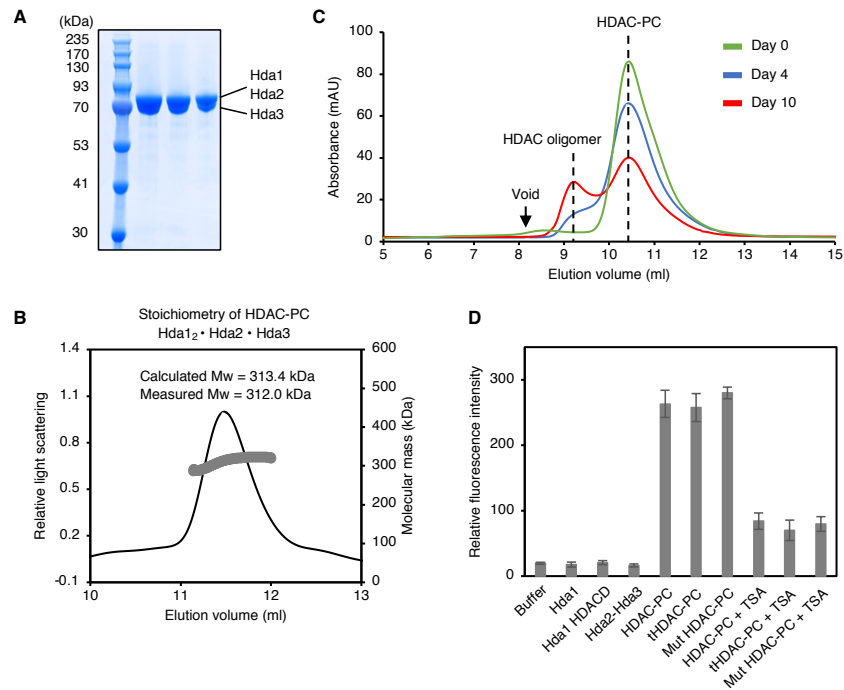 A
(kDa)
235
170
130
93
70
53
41
30
Hda1
Hda2
Hda3
B
Stoichiometry of HDAC-PC
Hda1₂ • Hda2 • Hda3
Calculated Mw = 313.4 kDa
Measured Mw = 312.0 kDa
Relative light scattering
1.4
1.1
0.8
0.5
0.2
-0.1
Molecular mass (kDa)
600
500
400
300
200
100
0
10 11 12 13
Elution volume (ml)
C
HDAC-PC
HDAC oligomer
Void
Day 0
Day 4
Day 10
Absorbance (mAU)
100
80
60
40
20
0
5 6 7 8 9 10 11 12 13 14 15
Elution volume (ml)
D
Relative fluorescence intensity
300
200
100
0
Buffer
Hda1
Hda1 HDACD
Hda2-Hda3
HDAC-PC
tHDAC-PC
Mut HDAC-PC
HDAC-PC + TSA
tHDAC-PC + TSA
Mut HDAC-PC + TSA